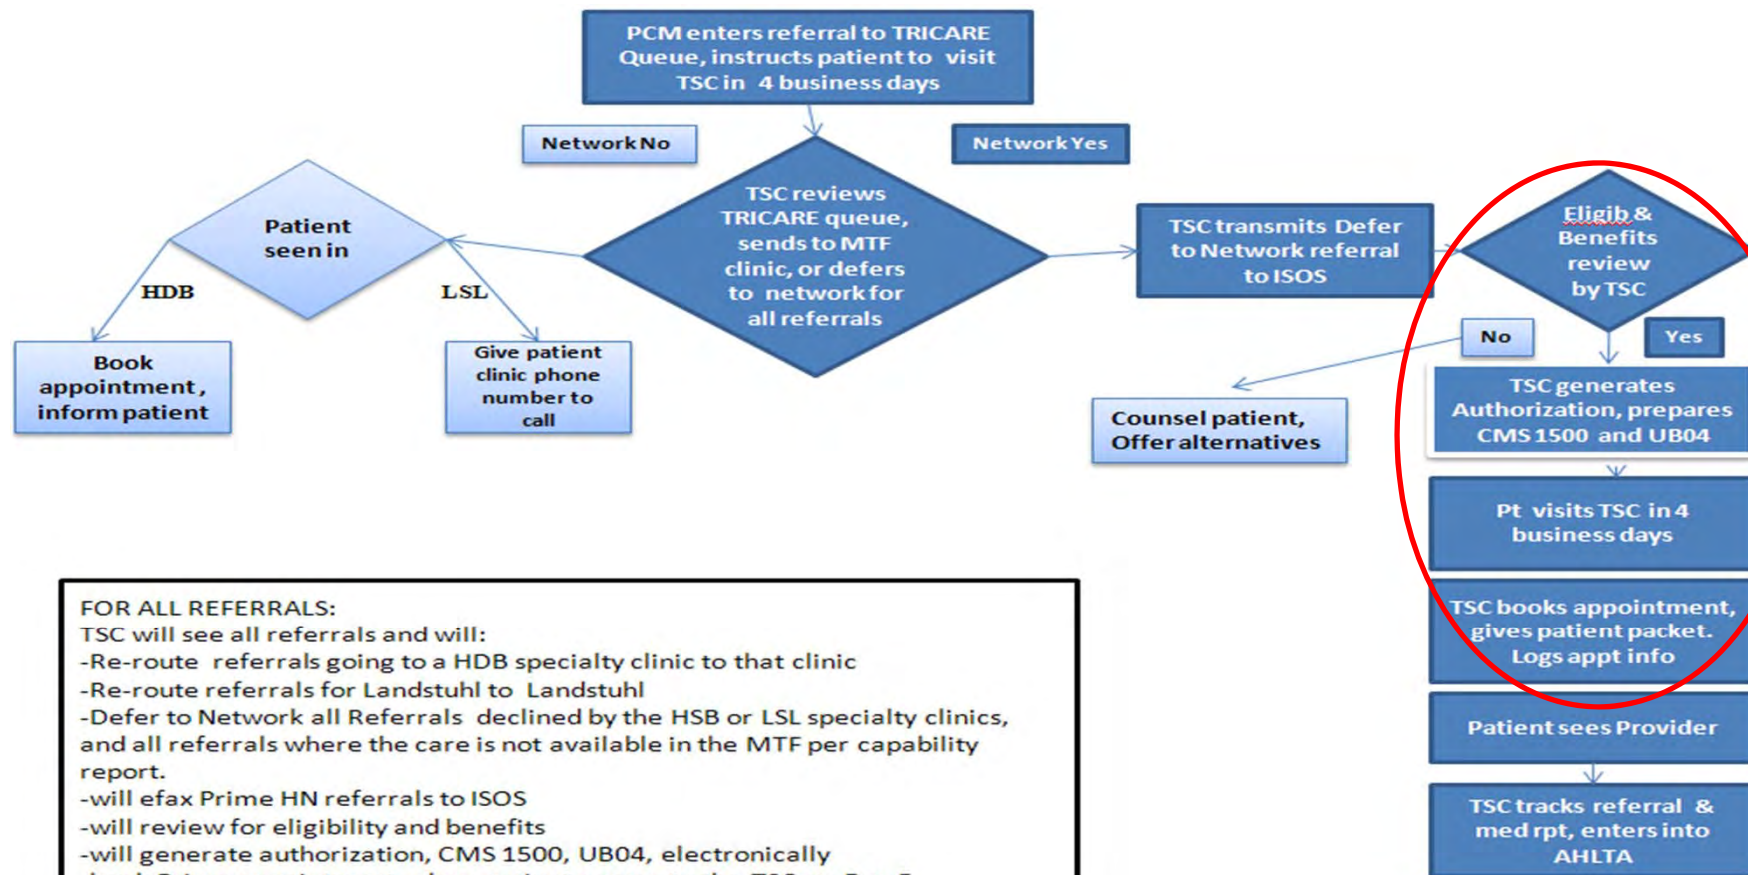 PCM enters referral to TRICARE
Queue, instructs patient to visit
TSC in 4 business days
Network No
Network Yes
TSC reviews
TRICARE queue,
sends to MTF
clinic, or defers
to network for
all referrals
Patient
seen in
HDB
LSL
Book
appointment,
inform patient
Give patient
clinic phone
number to
call
TSC transmits Defer
to Network referral
to ISOS
Eligib &
Benefits
review
by TSC
No
Yes
Counsel patient,
Offer alternatives
TSC generates
Authorization, prepares
CMS 1500 and UB04
Pt visits TSC in 4
business days
TSC books appointment,
gives patient packet.
Logs appt info
Patient sees Provider
TSC tracks referral &
med rpt, enters into
AHLTA
FOR ALL REFERRALS:
TSC will see all referrals and will:
-Re-route referrals going to a HDB specialty clinic to that clinic
-Re-route referrals for Landstuhl to Landstuhl
-Defer to Network all Referrals declined by the HSB or LSL specialty clinics,
and all referrals where the care is not available in the MTF per capability
report.
-will efax Prime HN referrals to ISOS
-will review for eligibility and benefits
-will generate authorization, CMS 1500, UB04, electronically